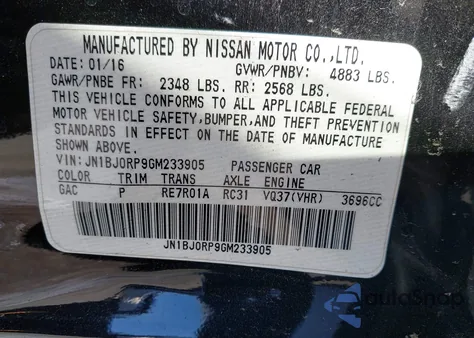 MANUFACTURED BY NISSAN MOTOR CO.,LTD.
DATE: 01/16 GVWR/PNBV: 4883 LBS.
GAWR/PNBE FR: 2348 LBS. RR: 2568 LBS.
THIS VEHICLE CONFORMS TO ALL APPLICABLE FEDERAL
MOTOR VEHICLE SAFETY,BUMPER,AND THEFT PREVENTION
STANDARDS IN EFFECT ON THE DATE OF MANUFACTURE
SHOWN ABOVE.
VIN: JN1BJ0RP9GM233905 PASSENGER CAR
COLOR TRIM TRANS AXLE ENGINE
GAC P RE7R01A RC31 VQ37(VHR) 3696CC
JN1BJ0RP9GM233905
autoSnap